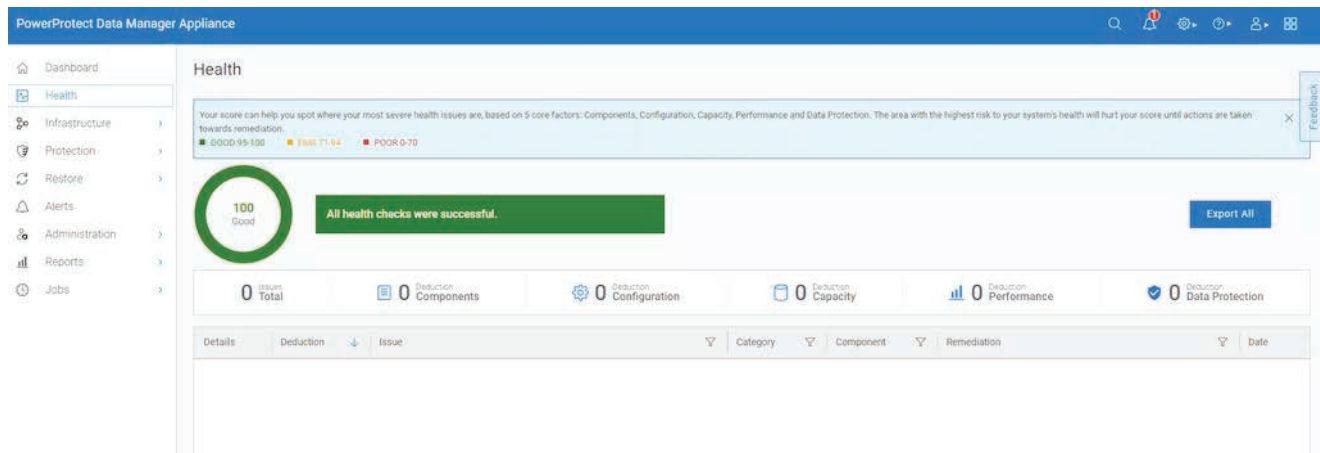 PowerProtect Data Manager Appliance
1
Dashboard
Health
Infrastructure
Protection
Restore
Alerts
Administration
Reports
Jobs
Health
Your score can help you spot where your most severe health issues are, based on 5 core factors: Components, Configuration, Capacity, Performance and Data Protection. The area with the highest risk to your system's health will hurt your score until actions are taken
towards remediation.
GOOD 95-100 FAIR 71-94 POOR 0-70
Feedback
100
Good
All health checks were successful.
Export All
0 Issues Total
0 Deduction Components
0 Deduction Configuration
0 Deduction Capacity
0 Deduction Performance
0 Deduction Data Protection
Details Deduction Issue Category Component Remediation Date